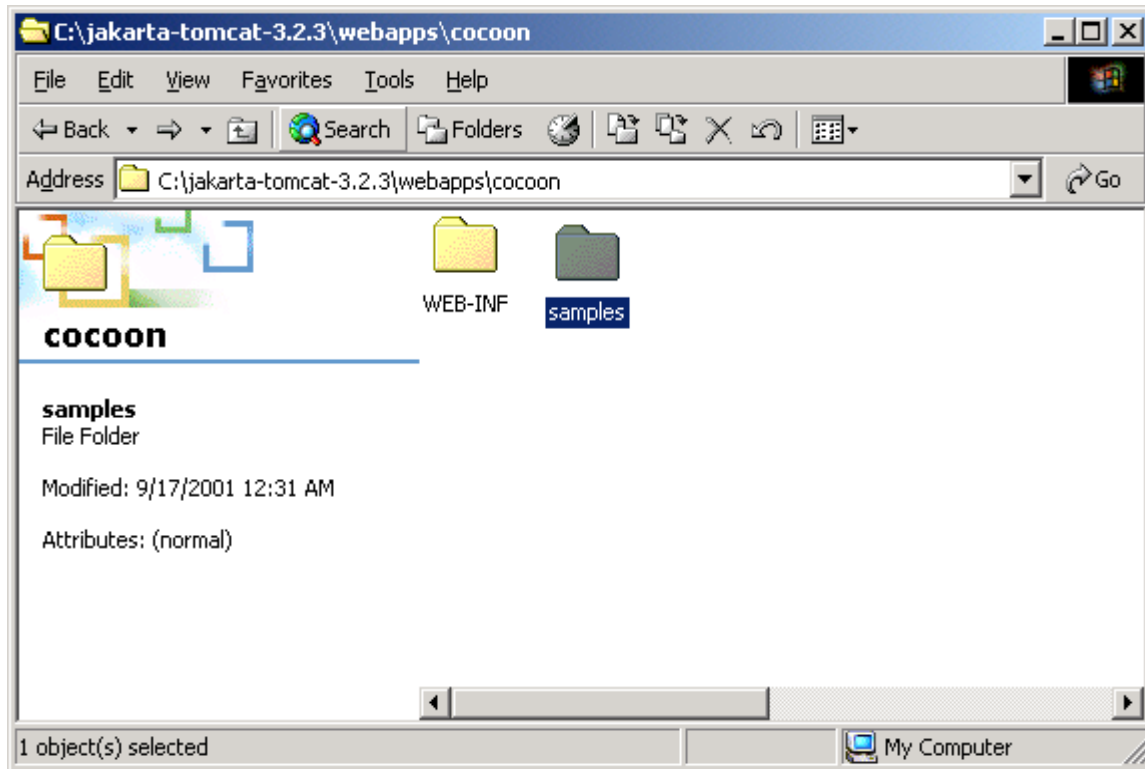 C:\jakarta-tomcat-3.2.3\webapps\cocoon
File Edit View Favorites Tools Help
Back Search Folders
Address C:\jakarta-tomcat-3.2.3\webapps\cocoon Go
WEB-INF samples
cocoon
samples
File Folder
Modified: 9/17/2001 12:31 AM
Attributes: (normal)
1 object(s) selected My Computer